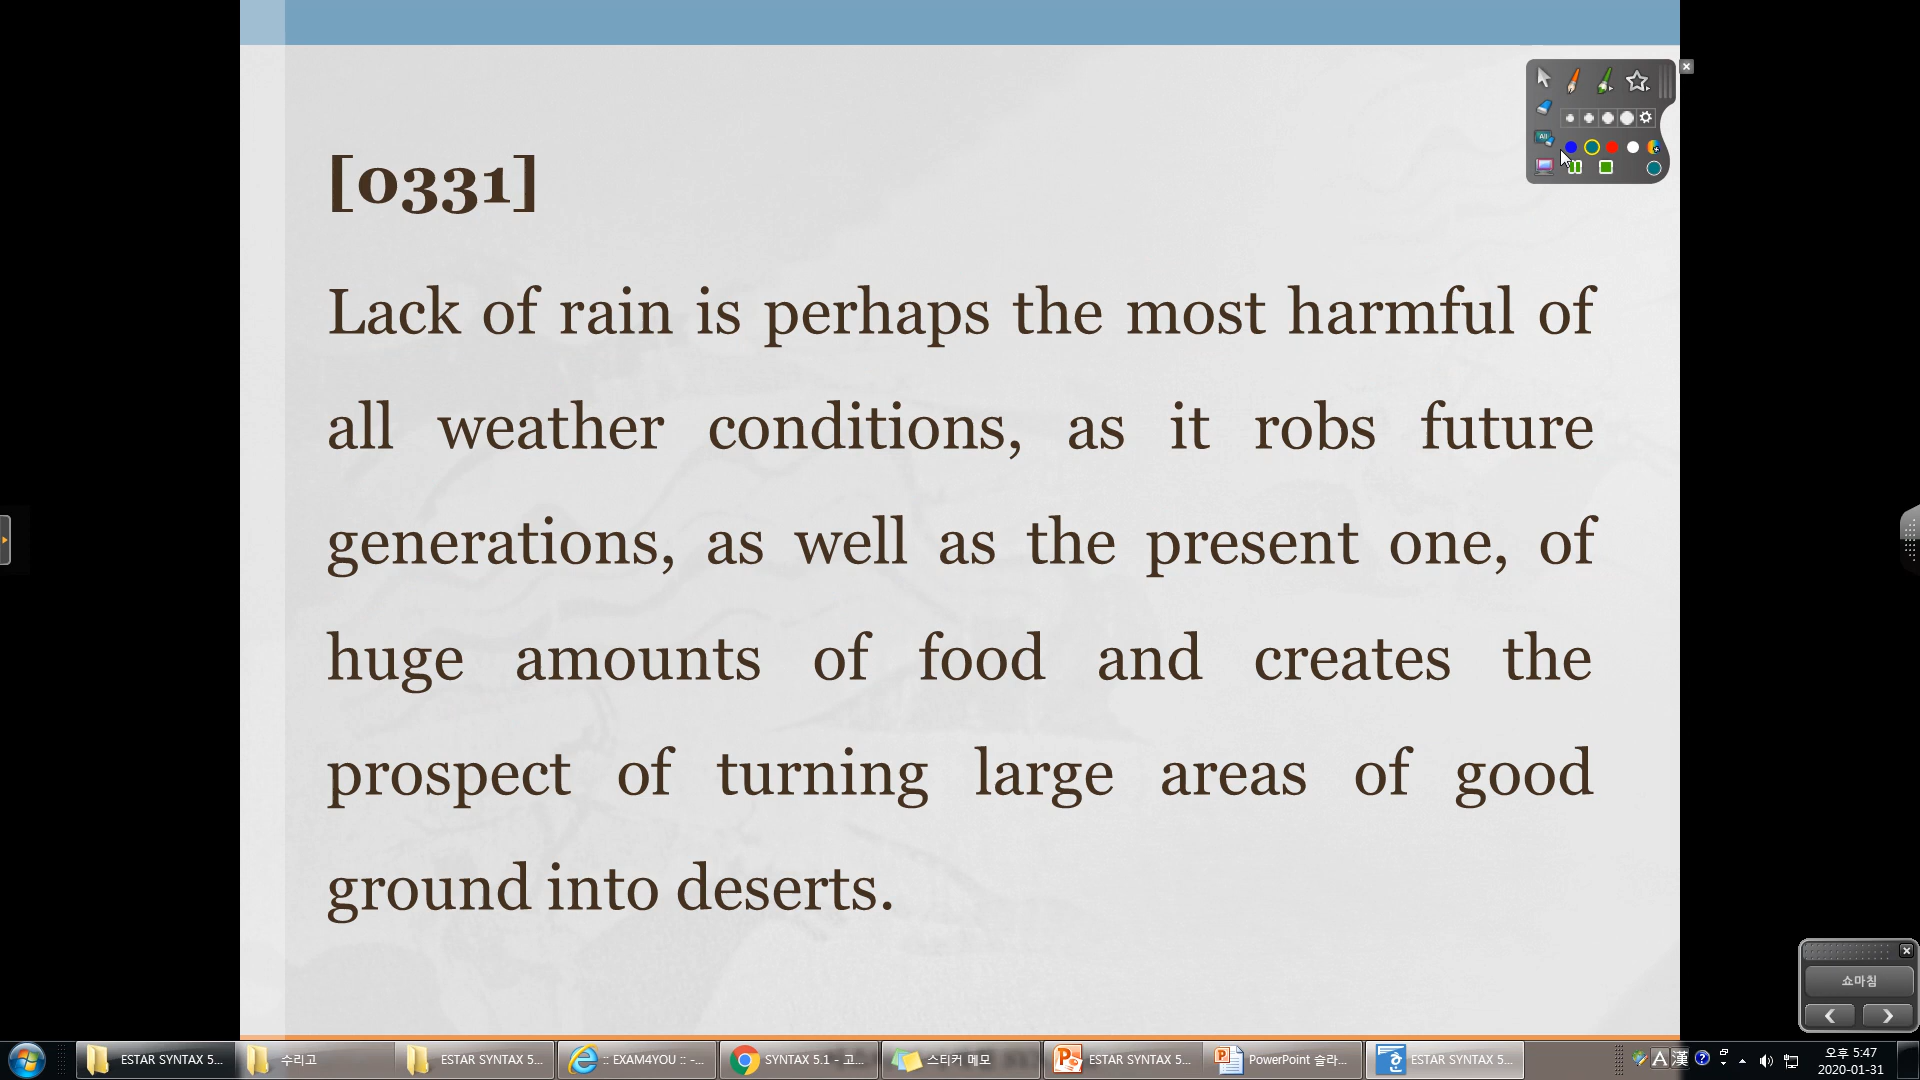 [0331]
Lack of rain is perhaps the most harmful of
all weather conditions, as it robs future
generations, as well as the present one, of
huge amounts of food and creates the
prospect of turning large areas of good
ground into deserts.
All
쇼마침
ESTAR SYNTAX 5...
수리고
ESTAR SYNTAX 5...
:: EXAM4YOU :: -...
SYNTAX 5.1 - 고...
스티커 메모
ESTAR SYNTAX 5...
PowerPoint 슬라...
ESTAR SYNTAX 5...
A 漢
오후 5:47
2020-01-31